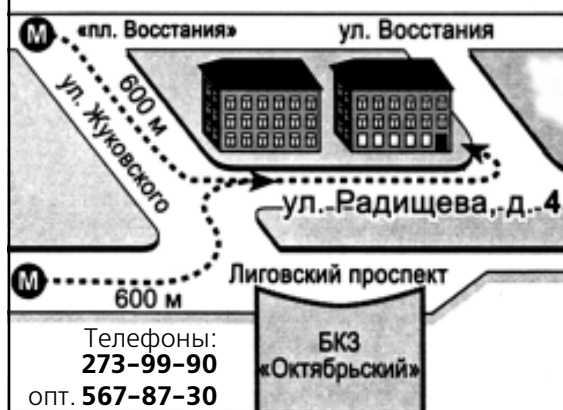 М «пл. Восстания» ул. Восстания
600 м
ул. Жуковского
ул. Радищева, д. 4
М
Лиговский проспект
600 м
БКЗ
«Октябрьский»
Телефоны:
273-99-90
опт. 567-87-30